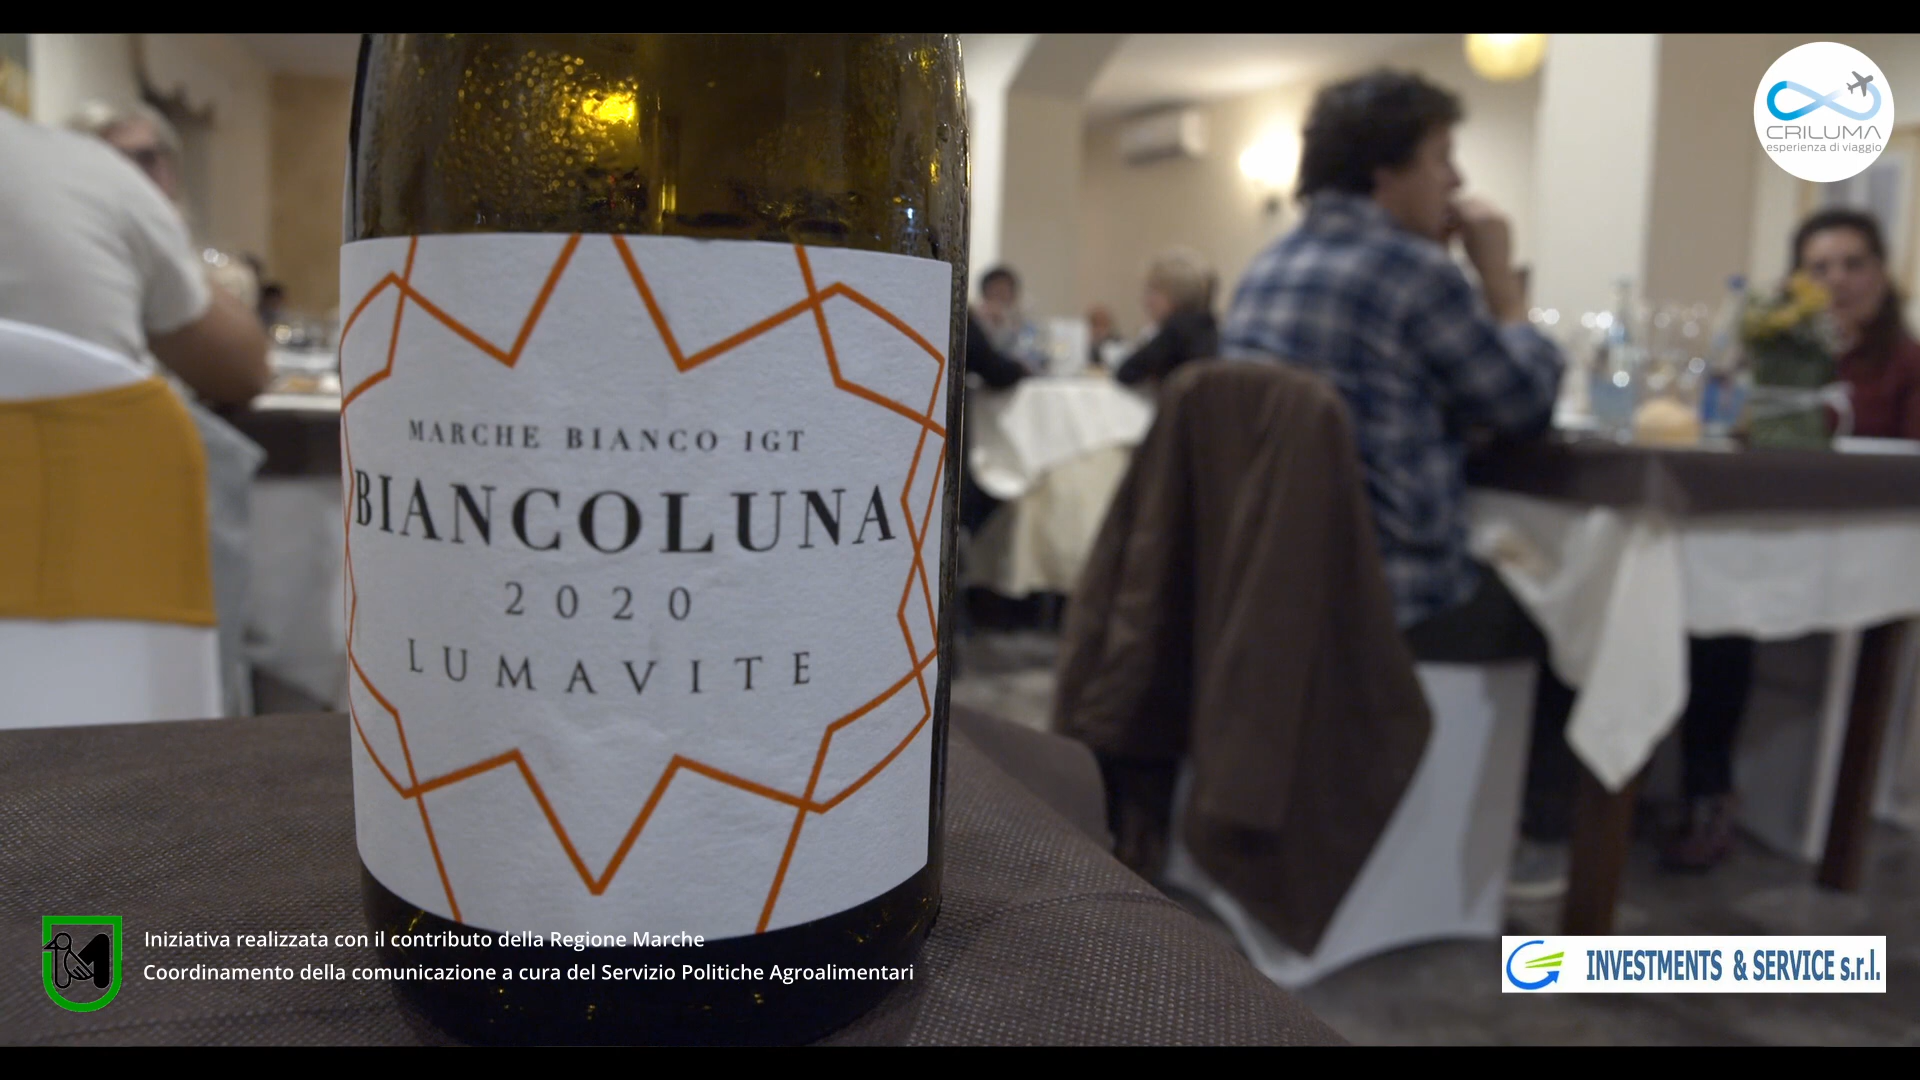 CRILUMA
esperienza di viaggio
MARCHE BIANCO IGT
BIANCOLUNA
2020
LUMAVITE
Iniziativa realizzata con il contributo della Regione Marche
Coordinamento della comunicazione a cura del Servizio Politiche Agroalimentari
INVESTMENTS & SERVICE s.r.l.